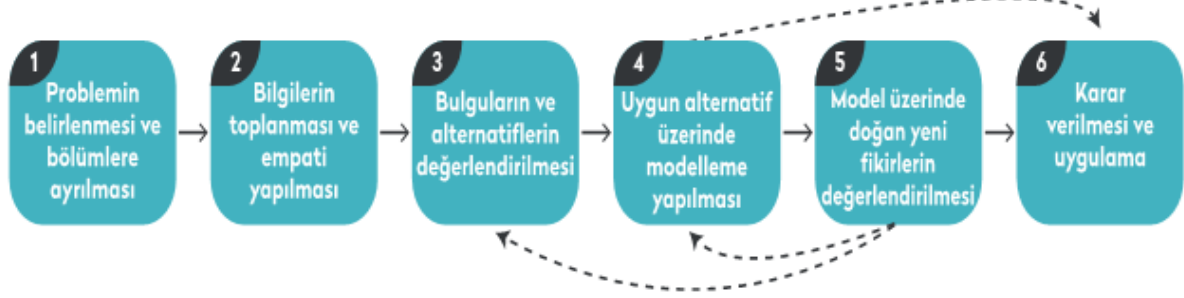 1
Problemin
belirlenmesi ve
bölümlere
ayrılması
2
Bilgilerin
toplanması ve
empati
yapılması
3
Bulguların ve
alternatiflerin
değerlendirilmesi
4
Uygun alternatif
üzerinde
modelleme
yapılması
5
Model üzerinde
doğan yeni
fikirlerin
değerlendirilmesi
6
Karar
verilmesi ve
uygulama